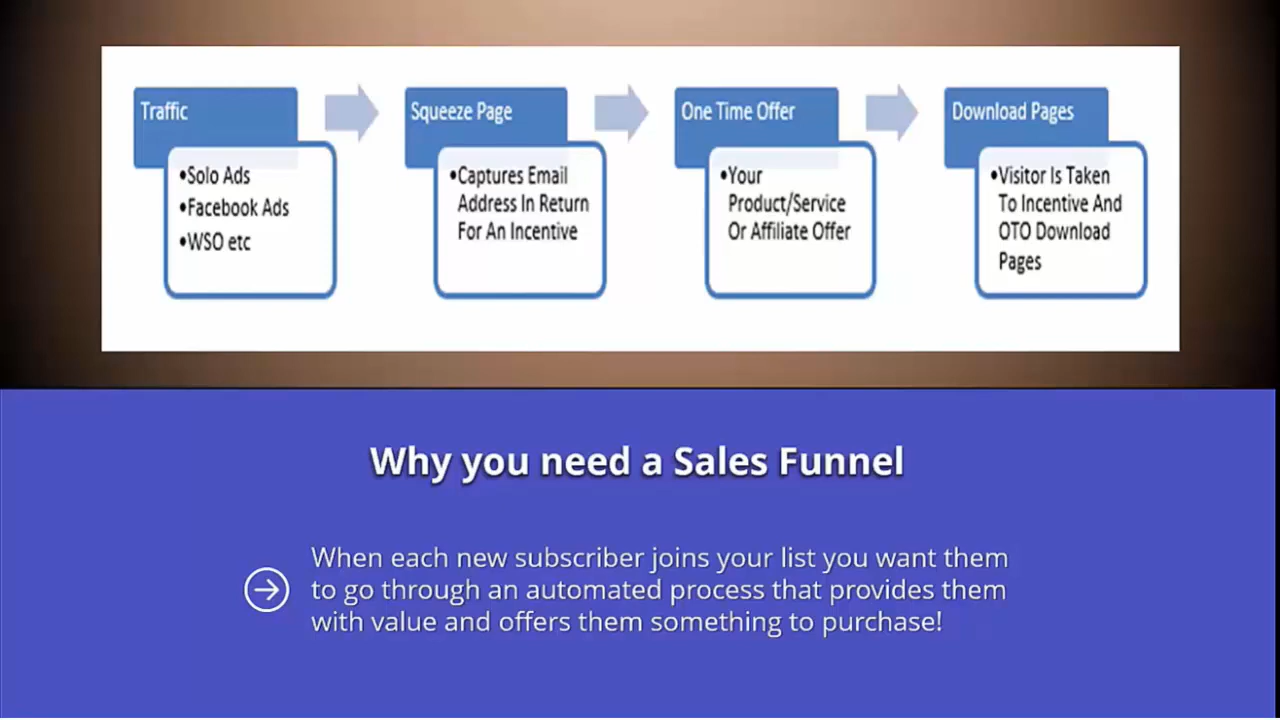 Traffic
•Solo Ads
•Facebook Ads
•WSO etc
Squeeze Page
•Captures Email
Address In Return
For An Incentive
One Time Offer
•Your
Product/Service
Or Affiliate Offer
Download Pages
•Visitor Is Taken
To Incentive And
OTO Download
Pages
Why you need a Sales Funnel
When each new subscriber joins your list you want them
to go through an automated process that provides them
with value and offers them something to purchase!